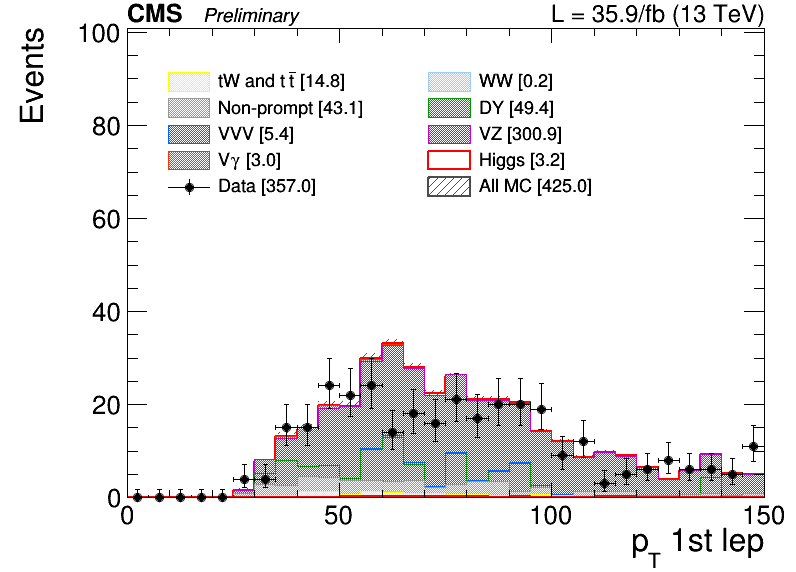 CMS Preliminary L = 35.9/fb (13 TeV)
Events
100
80
60
40
20
0
tW and tt̄ [14.8] WW [0.2]
Non-prompt [43.1] DY [49.4]
VVV [5.4] VZ [300.9]
Vγ [3.0] Higgs [3.2]
Data [357.0] All MC [425.0]
0 50 100 150
p_T 1st lep